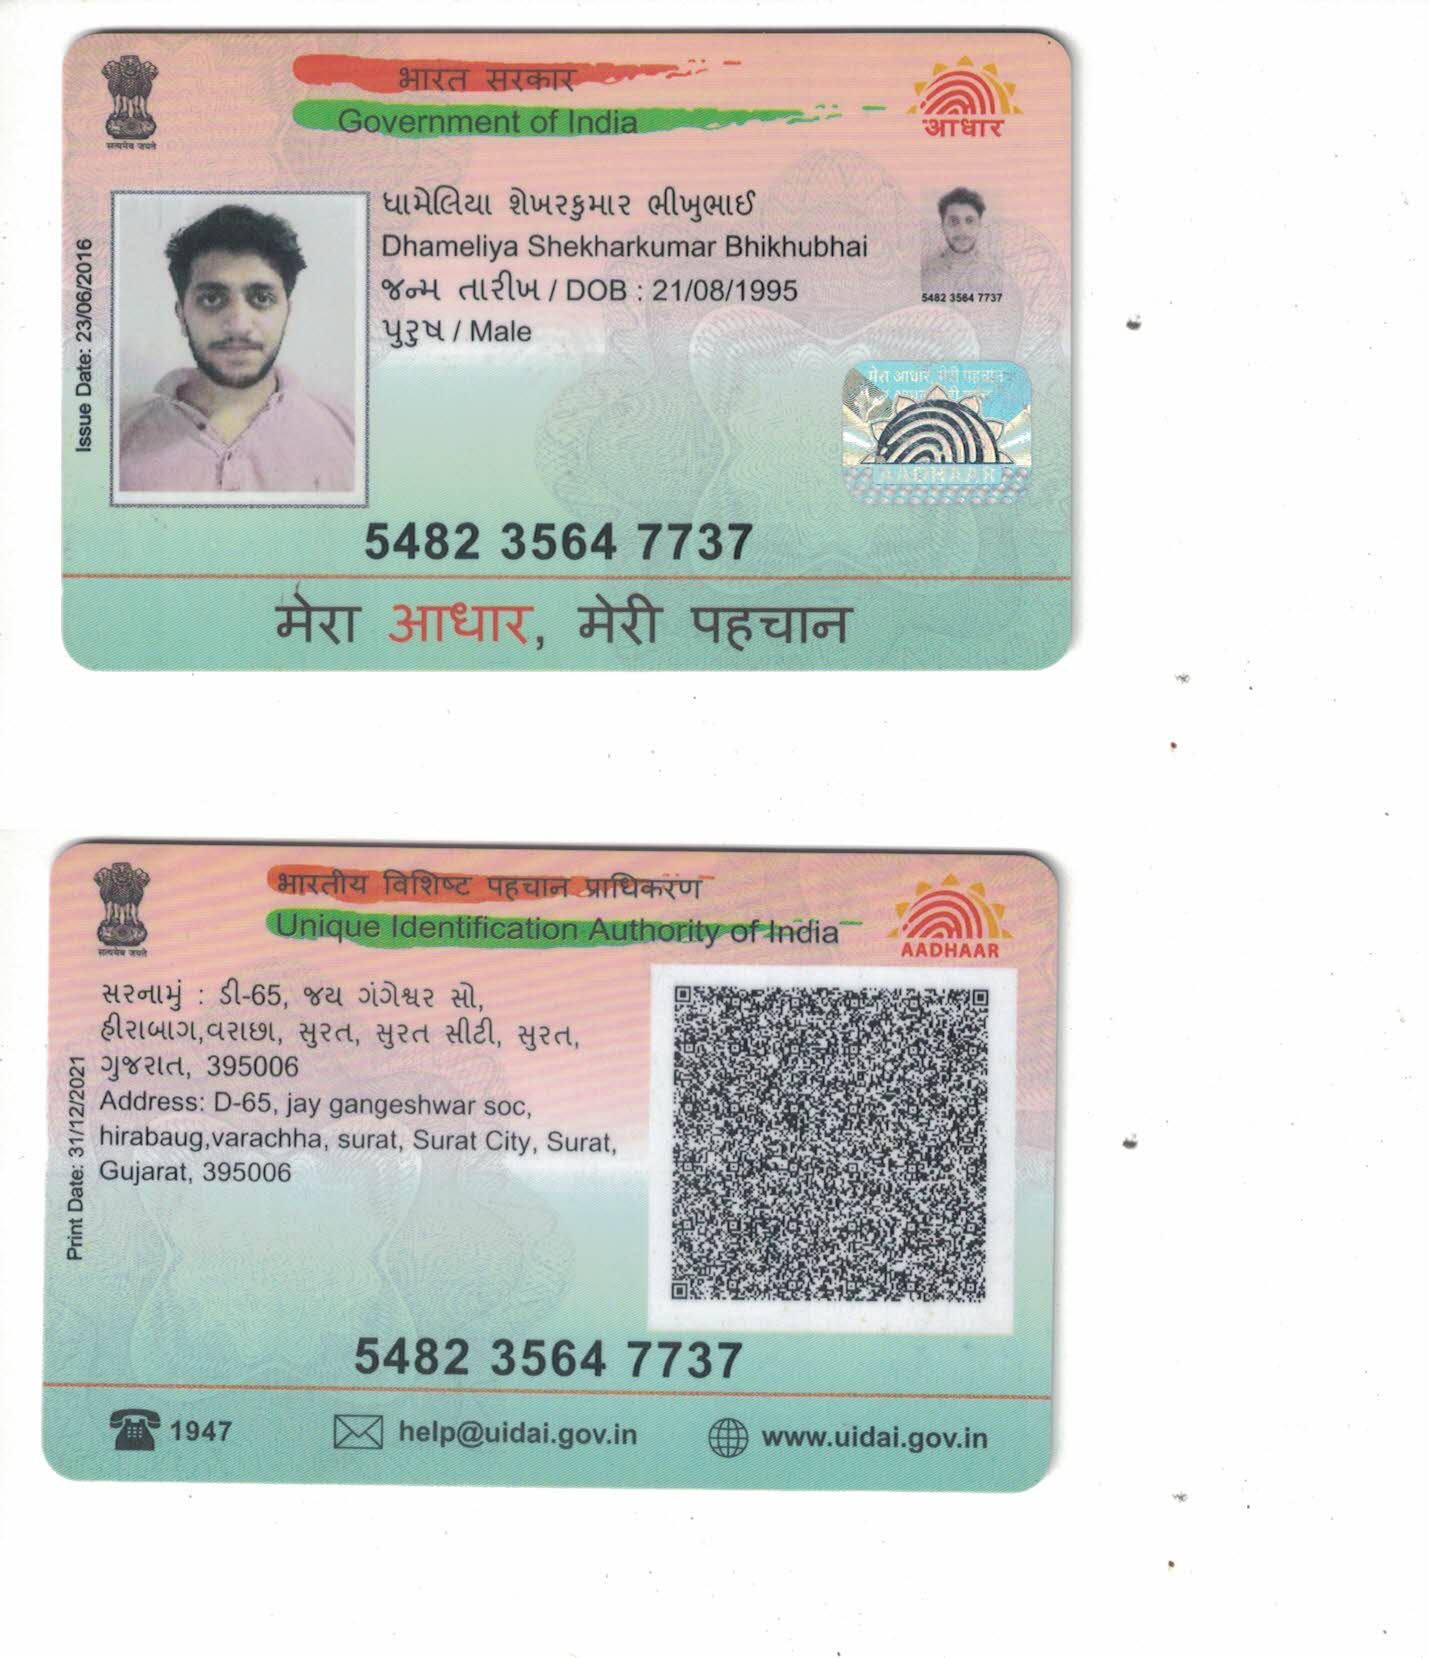 भारत सरकार
Government of India
आधार
सत्यमेव जयते
Issue Date: 23/06/2016
ધામેલિયા શેખરકુમાર ભીખુભાઈ
Dhameliya Shekharkumar Bhikhubhai
જન્મ તારીખ / DOB : 21/08/1995
પુરુષ / Male
5482 3564 7737
मेरा आधार, मेरी पहचान
AADHAAR
5482 3564 7737
मेरा आधार, मेरी पहचान
भारतीय विशिष्ट पहचान प्राधिकरण
Unique Identification Authority of India
AADHAAR
सत्यमेव जयते
Print Date: 31/12/2021
સરનામું : ડી-65, જય ગંગેશ્વર સો,
હીરાબાગ,વરાછા, સુરત, સુરત સીટી, સુરત,
ગુજરાત, 395006
Address: D-65, jay gangeshwar soc,
hirabaug,varachha, surat, Surat City, Surat,
Gujarat, 395006
5482 3564 7737
1947
help@uidai.gov.in
www.uidai.gov.in